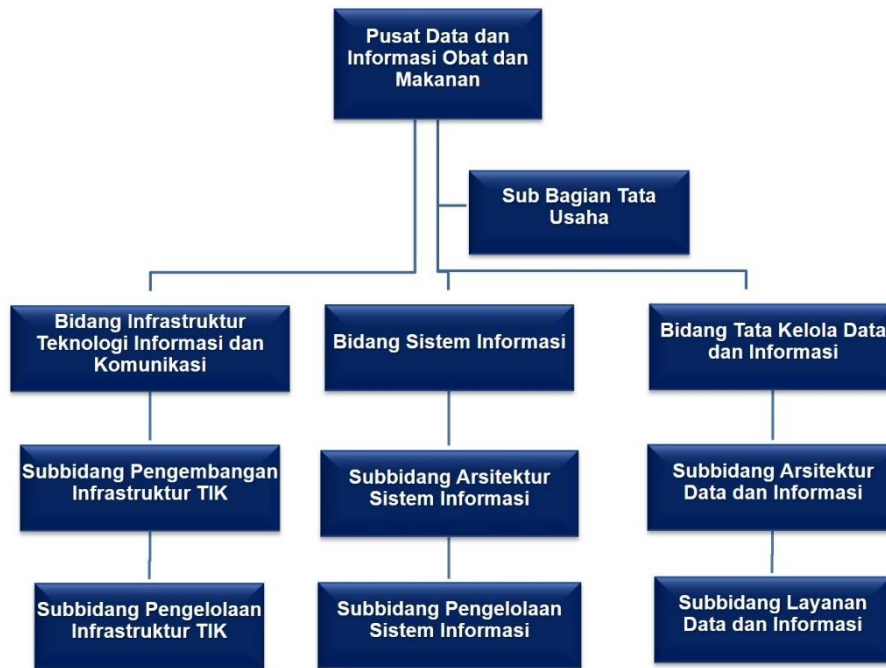 Pusat Data dan
Informasi Obat dan
Makanan
Sub Bagian Tata
Usaha
Bidang Infrastruktur
Teknologi Informasi dan
Komunikasi
Bidang Sistem Informasi
Bidang Tata Kelola Data
dan Informasi
Subbidang Pengembangan
Infrastruktur TIK
Subbidang Arsitektur
Sistem Informasi
Subbidang Arsitektur
Data dan Informasi
Subbidang Pengelolaan
Infrastruktur TIK
Subbidang Pengelolaan
Sistem Informasi
Subbidang Layanan
Data dan Informasi